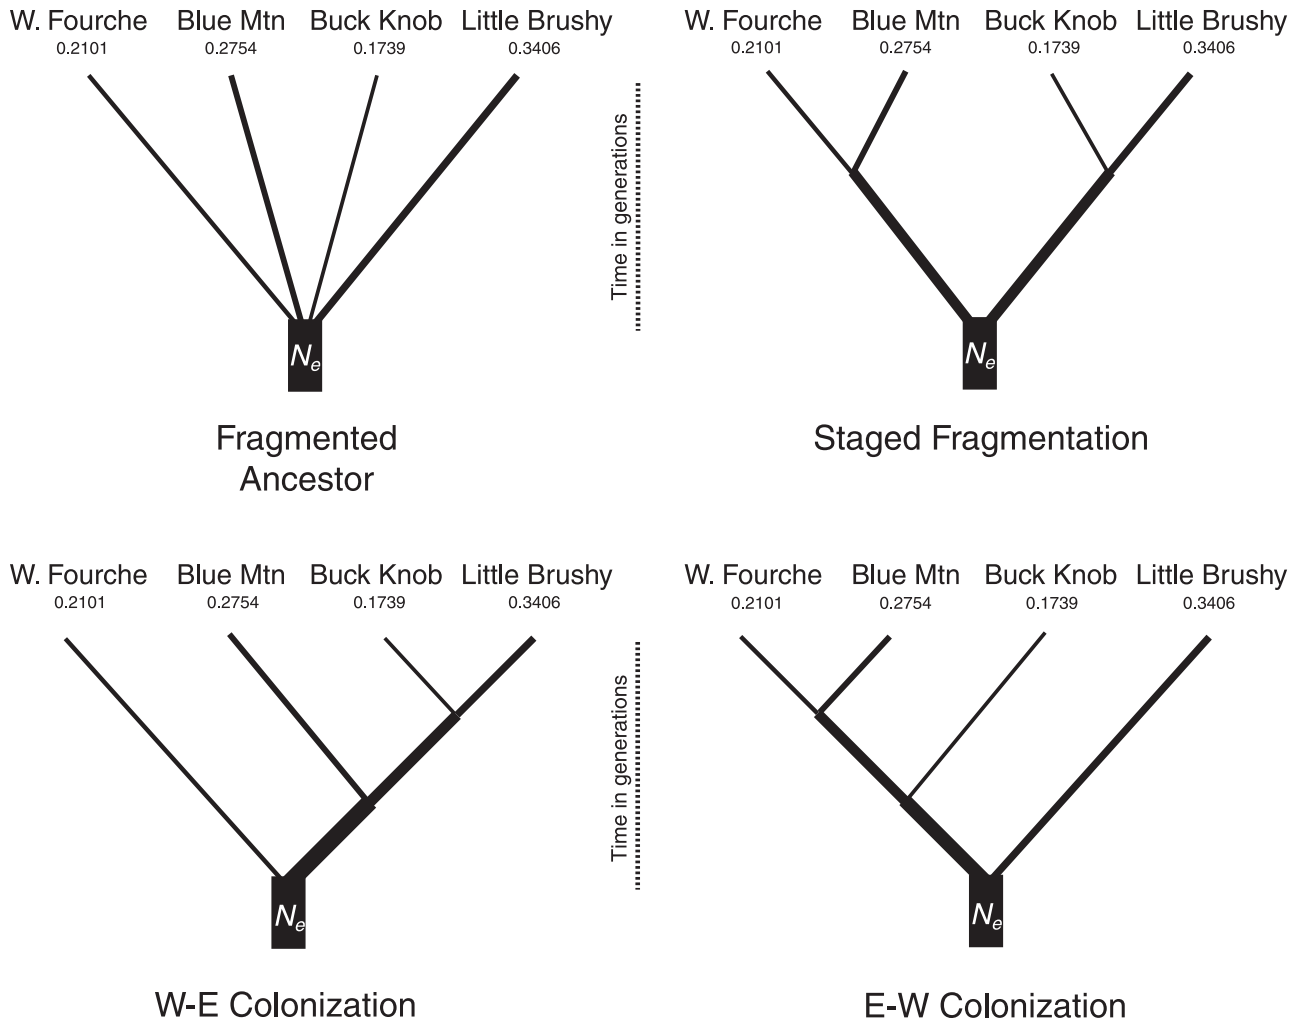 W. Fourche Blue Mtn Buck Knob Little Brushy
0.2101 0.2754 0.1739 0.3406
Time in generations
Ne
Fragmented
Ancestor
W. Fourche Blue Mtn Buck Knob Little Brushy
0.2101 0.2754 0.1739 0.3406
Ne
Staged Fragmentation
W. Fourche Blue Mtn Buck Knob Little Brushy
0.2101 0.2754 0.1739 0.3406
Time in generations
Ne
W-E Colonization
W. Fourche Blue Mtn Buck Knob Little Brushy
0.2101 0.2754 0.1739 0.3406
Ne
E-W Colonization